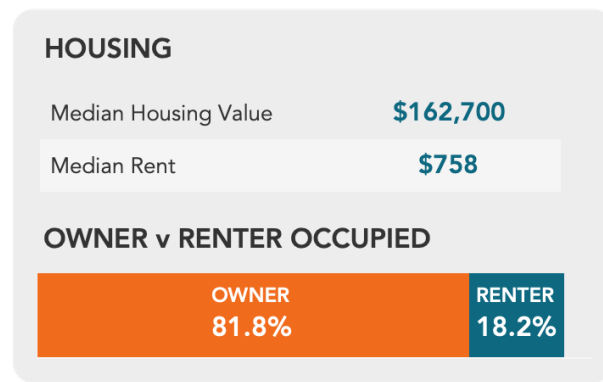 HOUSING
Median Housing Value $162,700
Median Rent $758
OWNER v RENTER OCCUPIED
OWNER RENTER
81.8% 18.2%